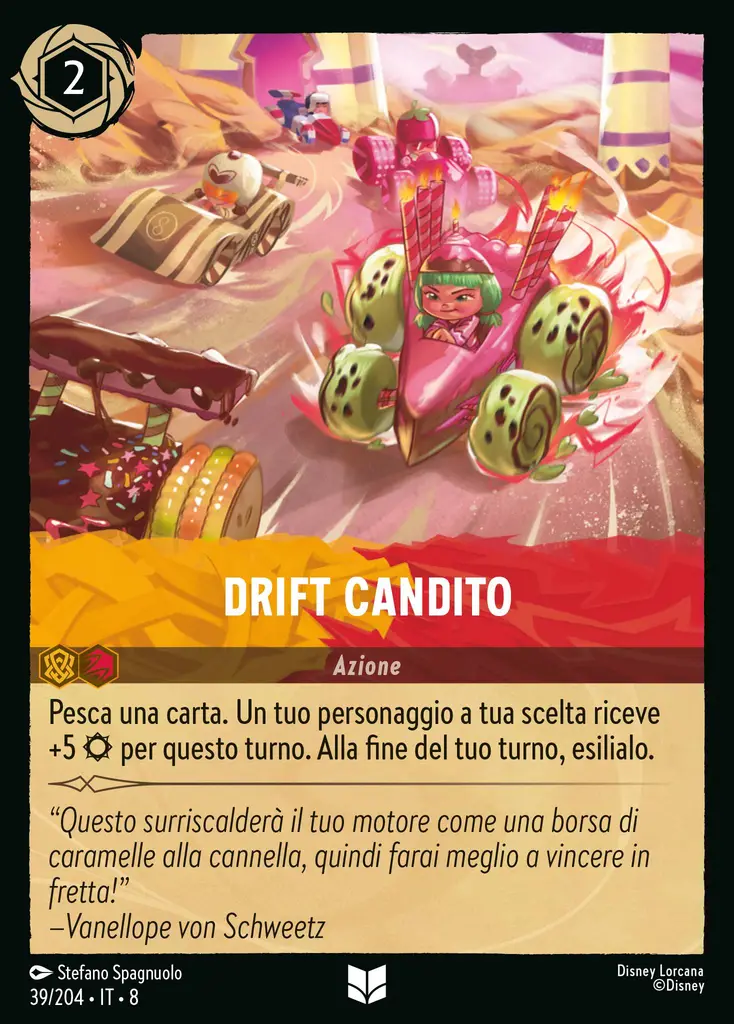 2
DRIFT CANDITO
Azione
Pesca una carta. Un tuo personaggio a tua scelta riceve
+5 per questo turno. Alla fine del tuo turno, esilialo.
“Questo surriscalderà il tuo motore come una borsa di
caramelle alla cannella, quindi farai meglio a vincere in
fretta!”
–Vanellope von Schweetz
Stefano Spagnuolo
39/204 • IT • 8
Disney Lorcana
©Disney